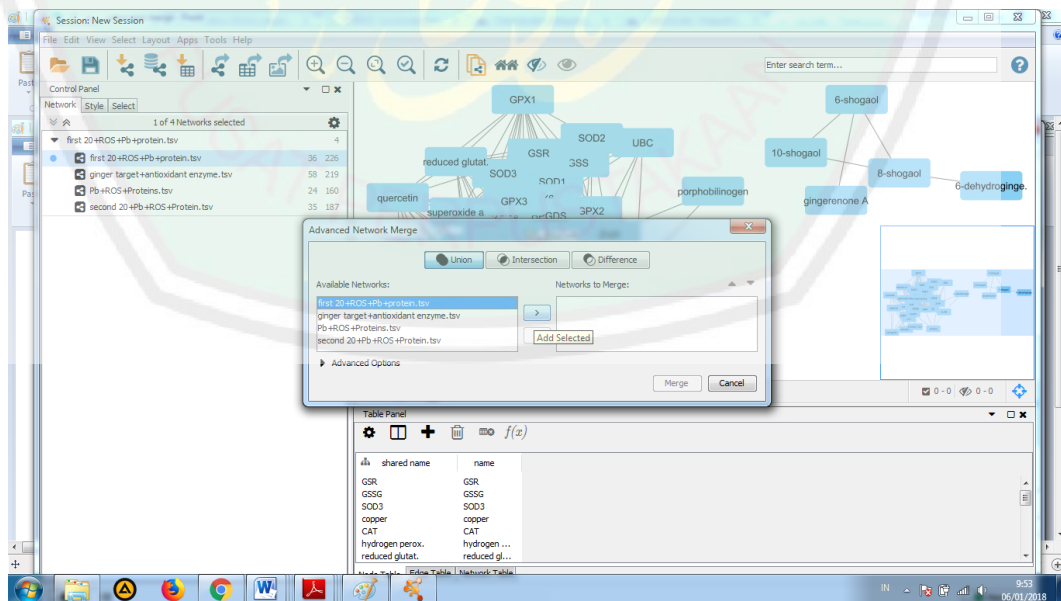 Session: New Session
File Edit View Select Layout Apps Tools Help
Enter search term...
Past
Control Panel
Network Style Select
1 of 4 Networks selected
first 20+ROS+Pb+protein.tsv 4
first 20+ROS+Pb+protein.tsv 36 226
ginger target+antioxidant enzyme.tsv 58 219
Pb+ROS+Proteins.tsv 24 160
second 20+Pb+ROS+Protein.tsv 35 187
GPX1
6-shogaol
SOD2
UBC
GSR
10-shogaol
reduced glutat.
GSS
SOD3
SOD1
8-shogaol
6-dehydroginge.
quercetin
porphobilinogen
GPX3
gingerenone A
superoxide a
GPX2
Advanced Network Merge
Union Intersection Difference
Available Networks: Networks to Merge:
first 20+ROS+Pb+protein.tsv
ginger target+antioxidant enzyme.tsv
Pb+ROS+Proteins.tsv
second 20+Pb+ROS+Protein.tsv
>
Add Selected
Advanced Options
Merge Cancel
0 - 0 0 - 0
Table Panel
f(x)
shared name name
GSR GSR
GSSG GSSG
SOD3 SOD3
copper copper
CAT CAT
hydrogen perox. hydrogen ...
reduced glutat. reduced gl...
Node Table Edge Table Network Table
IN
9:53
06/01/2018